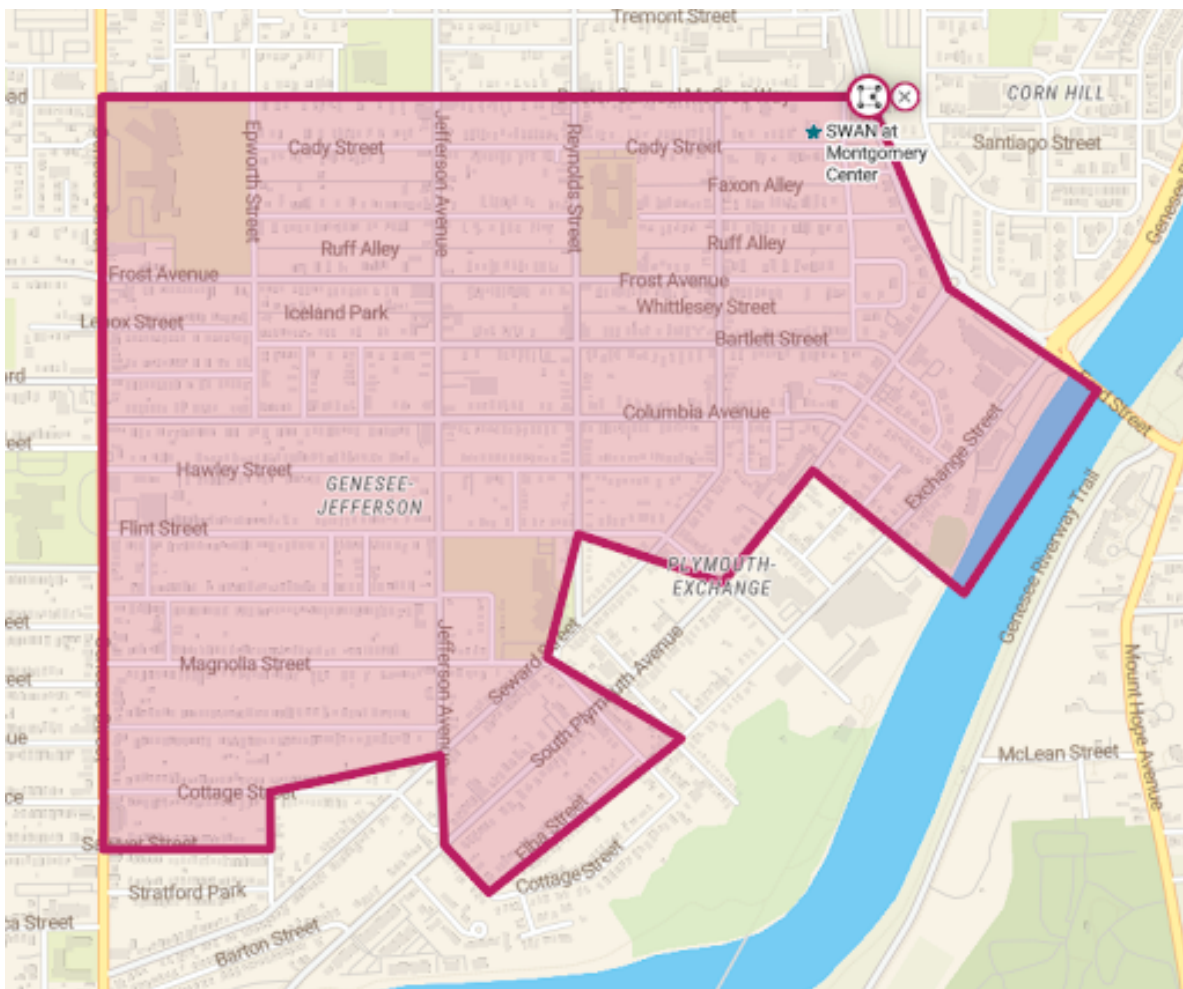 Tremont Street
CORN HILL
Cady Street
Cady Street
SWAN at
Montgomery
Center
Santiago Street
Epworth Street
Jefferson Avenue
Reynolds Street
Faxon Alley
Ruff Alley
Ruff Alley
Frost Avenue
Frost Avenue
Iceland Park
Whittlesey Street
Street
Bartlett Street
Street
Columbia Avenue
Exchange Street
Hawley Street
GENESEE-
JEFFERSON
Flint Street
PLYMOUTH-
EXCHANGE
Genesee Riverway Trail
Magnolla Street
Jefferson Avenue
Seward
South Plymouth Avenue
Mount Hope Avenue
McLean Street
Cottage
Street
Elba Street
Cottage Street
Stratford Park
Street
Barton Street